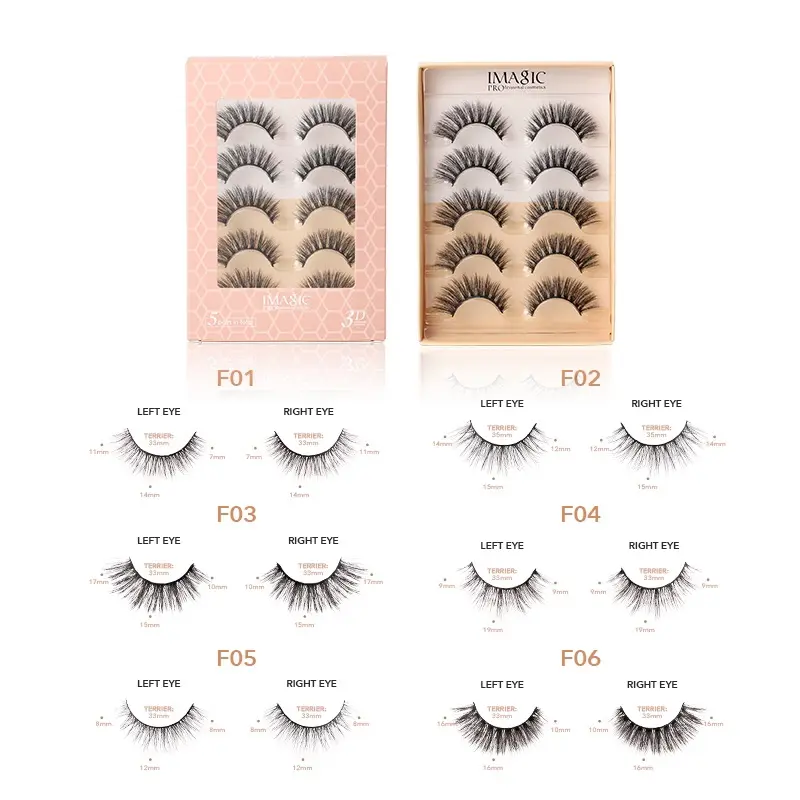 IMAGIC
PRO
IMAGIC
PRO
5
3D
F01
F02
LEFT EYE
RIGHT EYE
LEFT EYE
RIGHT EYE
TERRIER:
33mm
TERRIER:
33mm
TERRIER:
35mm
TERRIER:
35mm
11mm
7mm
7mm
11mm
14mm
12mm
12mm
14mm
14mm
14mm
15mm
15mm
F03
F04
LEFT EYE
RIGHT EYE
LEFT EYE
RIGHT EYE
TERRIER:
33mm
TERRIER:
33mm
TERRIER:
33mm
TERRIER:
33mm
17mm
10mm
10mm
17mm
9mm
9mm
9mm
9mm
15mm
15mm
19mm
19mm
F05
F06
LEFT EYE
RIGHT EYE
LEFT EYE
RIGHT EYE
TERRIER:
33mm
TERRIER:
33mm
TERRIER:
33mm
TERRIER:
33mm
8mm
8mm
8mm
8mm
16mm
10mm
10mm
16mm
12mm
12mm
16mm
16mm